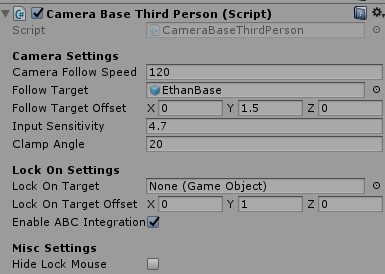 Camera Base Third Person (Script)
Script CameraBaseThirdPerson
Camera Settings
Camera Follow Speed 120
Follow Target EthanBase
Follow Target Offset X 0 Y 1.5 Z 0
Input Sensitivity 4.7
Clamp Angle 20
Lock On Settings
Lock On Target None (Game Object)
Lock On Target Offset X 0 Y 1 Z 0
Enable ABC Integration
Misc Settings
Hide Lock Mouse